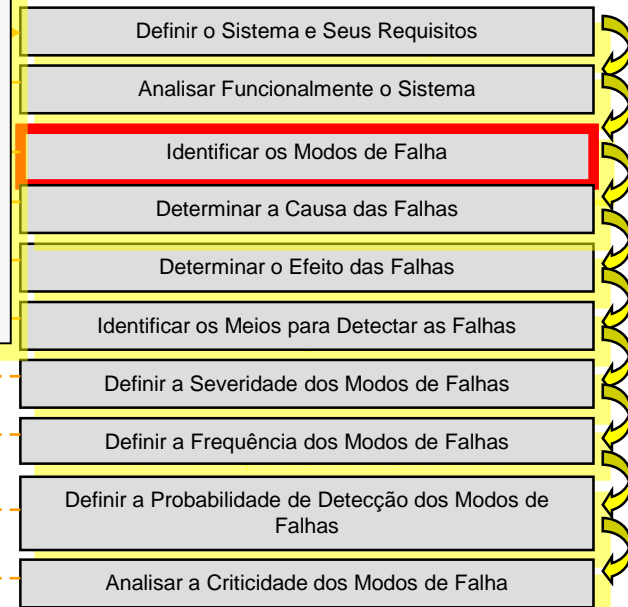 Definir o Sistema e Seus Requisitos
Analisar Funcionalmente o Sistema
Identificar os Modos de Falha
Determinar a Causa das Falhas
Determinar o Efeito das Falhas
Identificar os Meios para Detectar as Falhas
Definir a Severidade dos Modos de Falhas
Definir a Frequência dos Modos de Falhas
Definir a Probabilidade de Detecção dos Modos de
Falhas
Analisar a Criticidade dos Modos de Falha